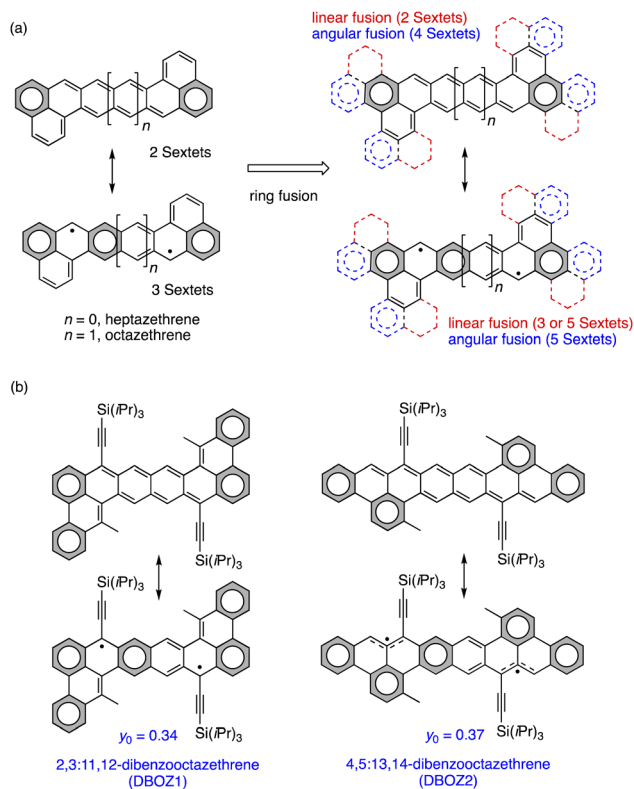 (a)
linear fusion (2 Sextets)
angular fusion (4 Sextets)
n
2 Sextets
n
ring fusion
n
3 Sextets
n
n = 0, heptazethrene
n = 1, octazethrene
linear fusion (3 or 5 Sextets)
angular fusion (5 Sextets)
(b)
Si(iPr)3
Si(iPr)3
Si(iPr)3
Si(iPr)3
Si(iPr)3
Si(iPr)3
Si(iPr)3
Si(iPr)3
y0 = 0.34
y0 = 0.37
2,3:11,12-dibenzooctazethrene
(DBOZ1)
4,5:13,14-dibenzooctazethrene
(DBOZ2)